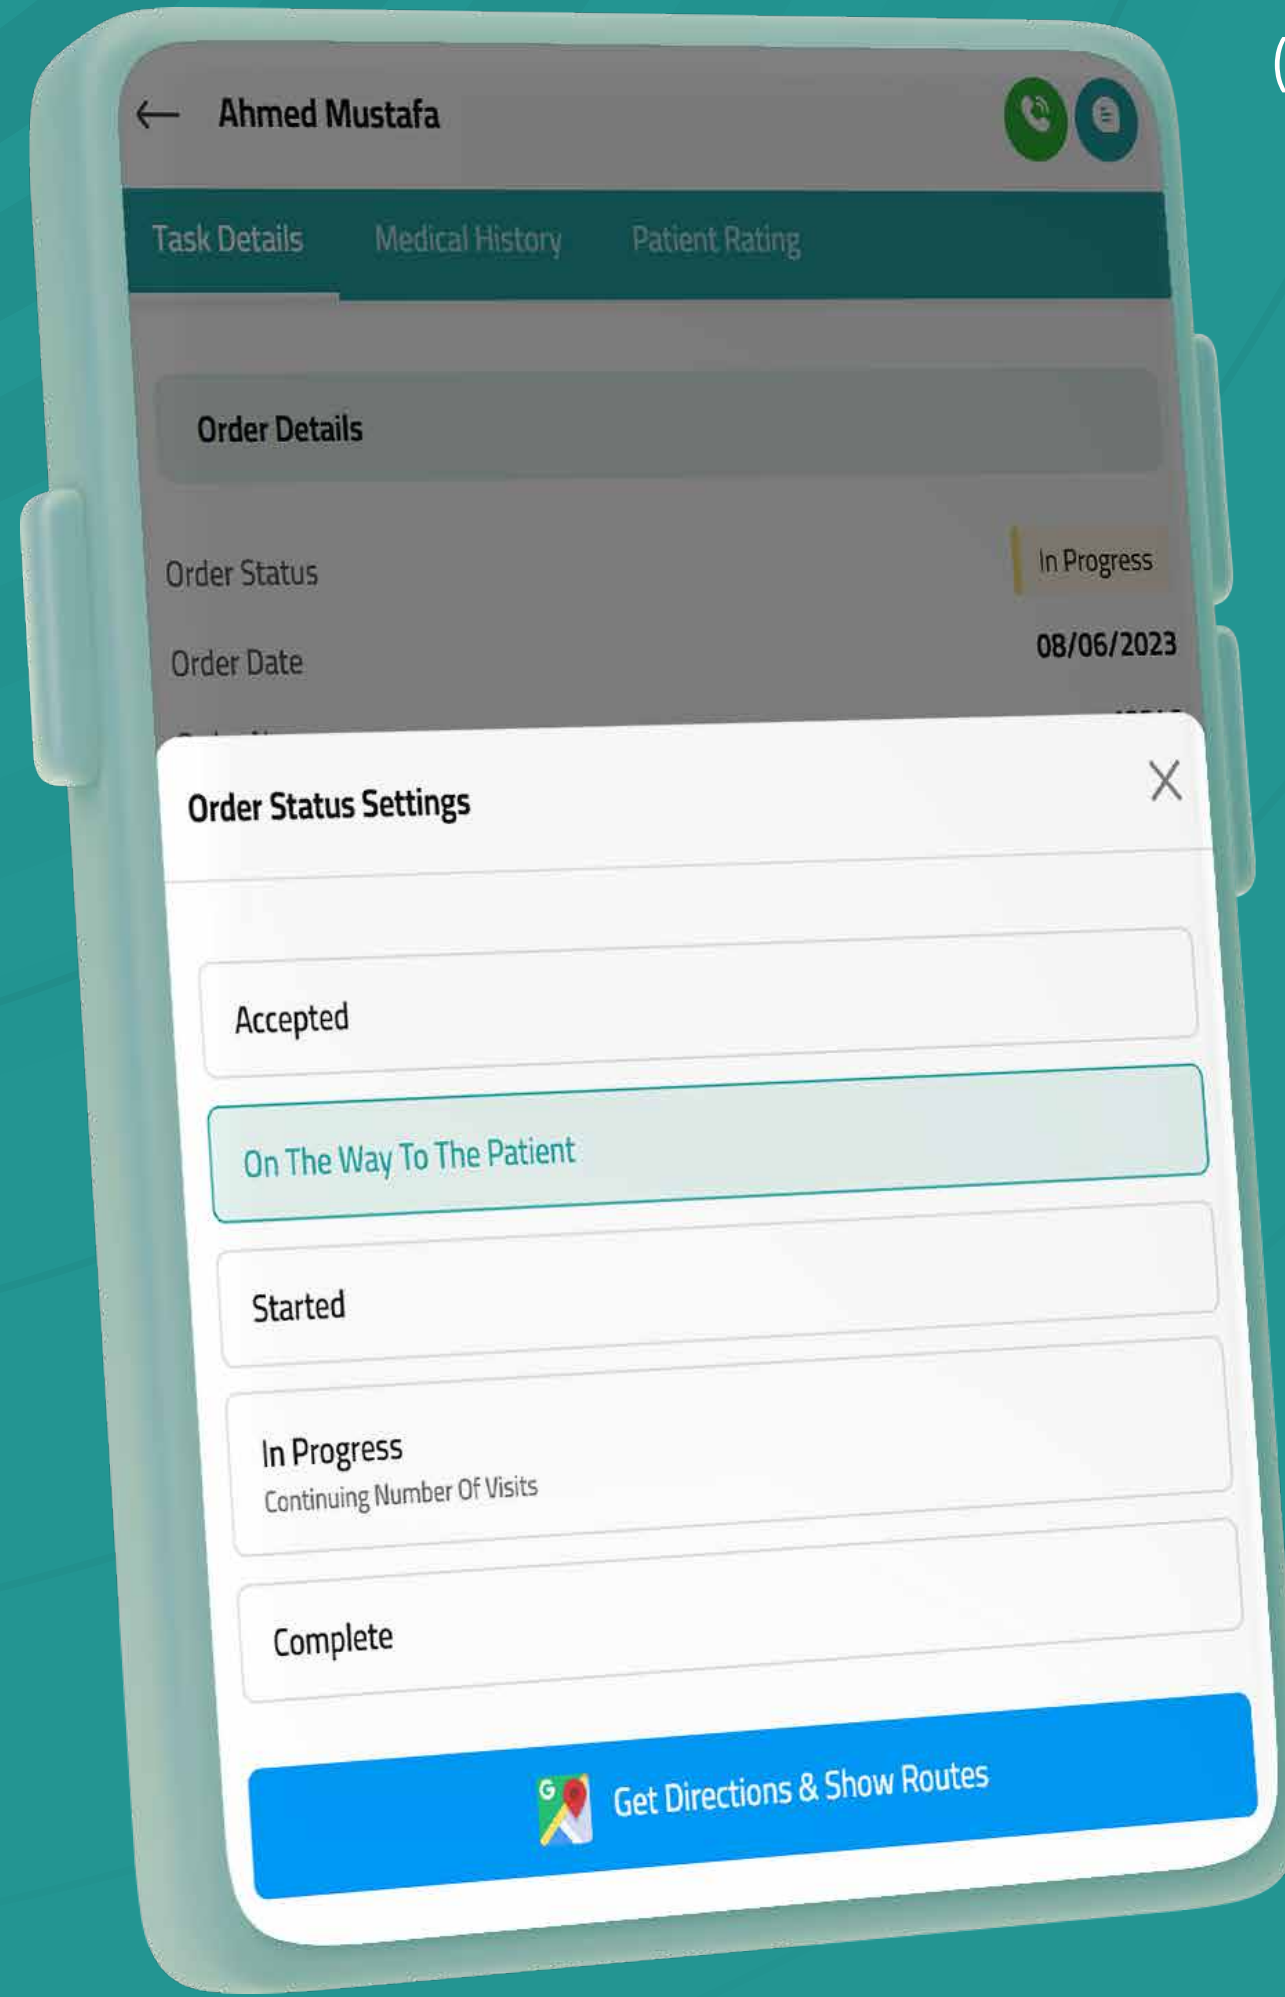 (
Ahmed Mustafa
Task Details Medical History Patient Rating
Order Details
Order Status In Progress
Order Date 08/06/2023
Order Status Settings X
Accepted
On The Way To The Patient
Started
In Progress
Continuing Number Of Visits
Complete
G Get Directions & Show Routes